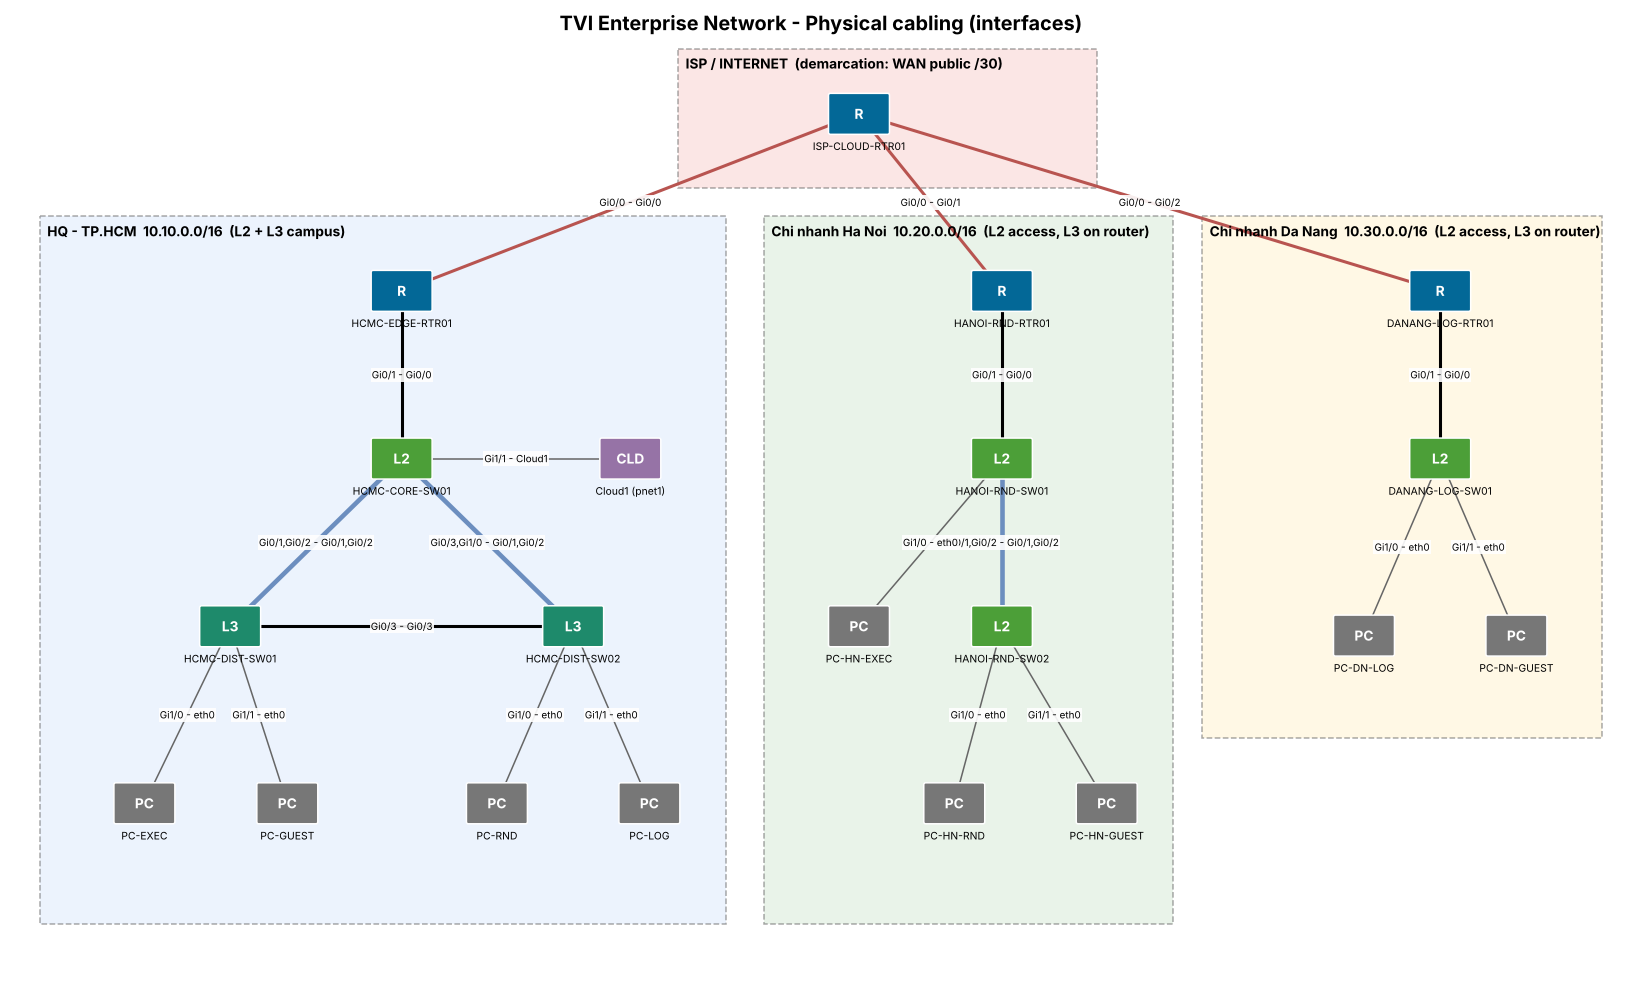 TVI Enterprise Network - Physical cabling (interfaces)
ISP / INTERNET (demarcation: WAN public /30)
R
ISP-CLOUD-RTR01
Gi0/0 - Gi0/0
Gi0/0 - Gi0/1
Gi0/0 - Gi0/2
HQ - TP.HCM 10.10.0.0/16 (L2 + L3 campus)
R
HCMC-EDGE-RTR01
Gi0/1 - Gi0/0
L2
HCMC-CORE-SW01
Gi1/1 - Cloud1
CLD
Cloud1 (pnet1)
Gi0/1,Gi0/2 - Gi0/1,Gi0/2
Gi0/3,Gi1/0 - Gi0/1,Gi0/2
L3
HCMC-DIST-SW01
Gi0/3 - Gi0/3
L3
HCMC-DIST-SW02
Gi1/0 - eth0
Gi1/1 - eth0
Gi1/0 - eth0
Gi1/1 - eth0
PC
PC-EXEC
PC
PC-GUEST
PC
PC-RND
PC
PC-LOG
Chi nhanh Ha Noi 10.20.0.0/16 (L2 access, L3 on router)
R
HANOI-RND-RTR01
Gi0/1 - Gi0/0
L2
HANOI-RND-SW01
Gi1/0 - eth0
/1,Gi0/2 - Gi0/1,Gi0/2
PC
PC-HN-EXEC
L2
HANOI-RND-SW02
Gi1/0 - eth0
Gi1/1 - eth0
PC
PC-HN-RND
PC
PC-HN-GUEST
Chi nhanh Da Nang 10.30.0.0/16 (L2 access, L3 on router)
R
DANANG-LOG-RTR01
Gi0/1 - Gi0/0
L2
DANANG-LOG-SW01
Gi1/0 - eth0
Gi1/1 - eth0
PC
PC-DN-LOG
PC
PC-DN-GUEST